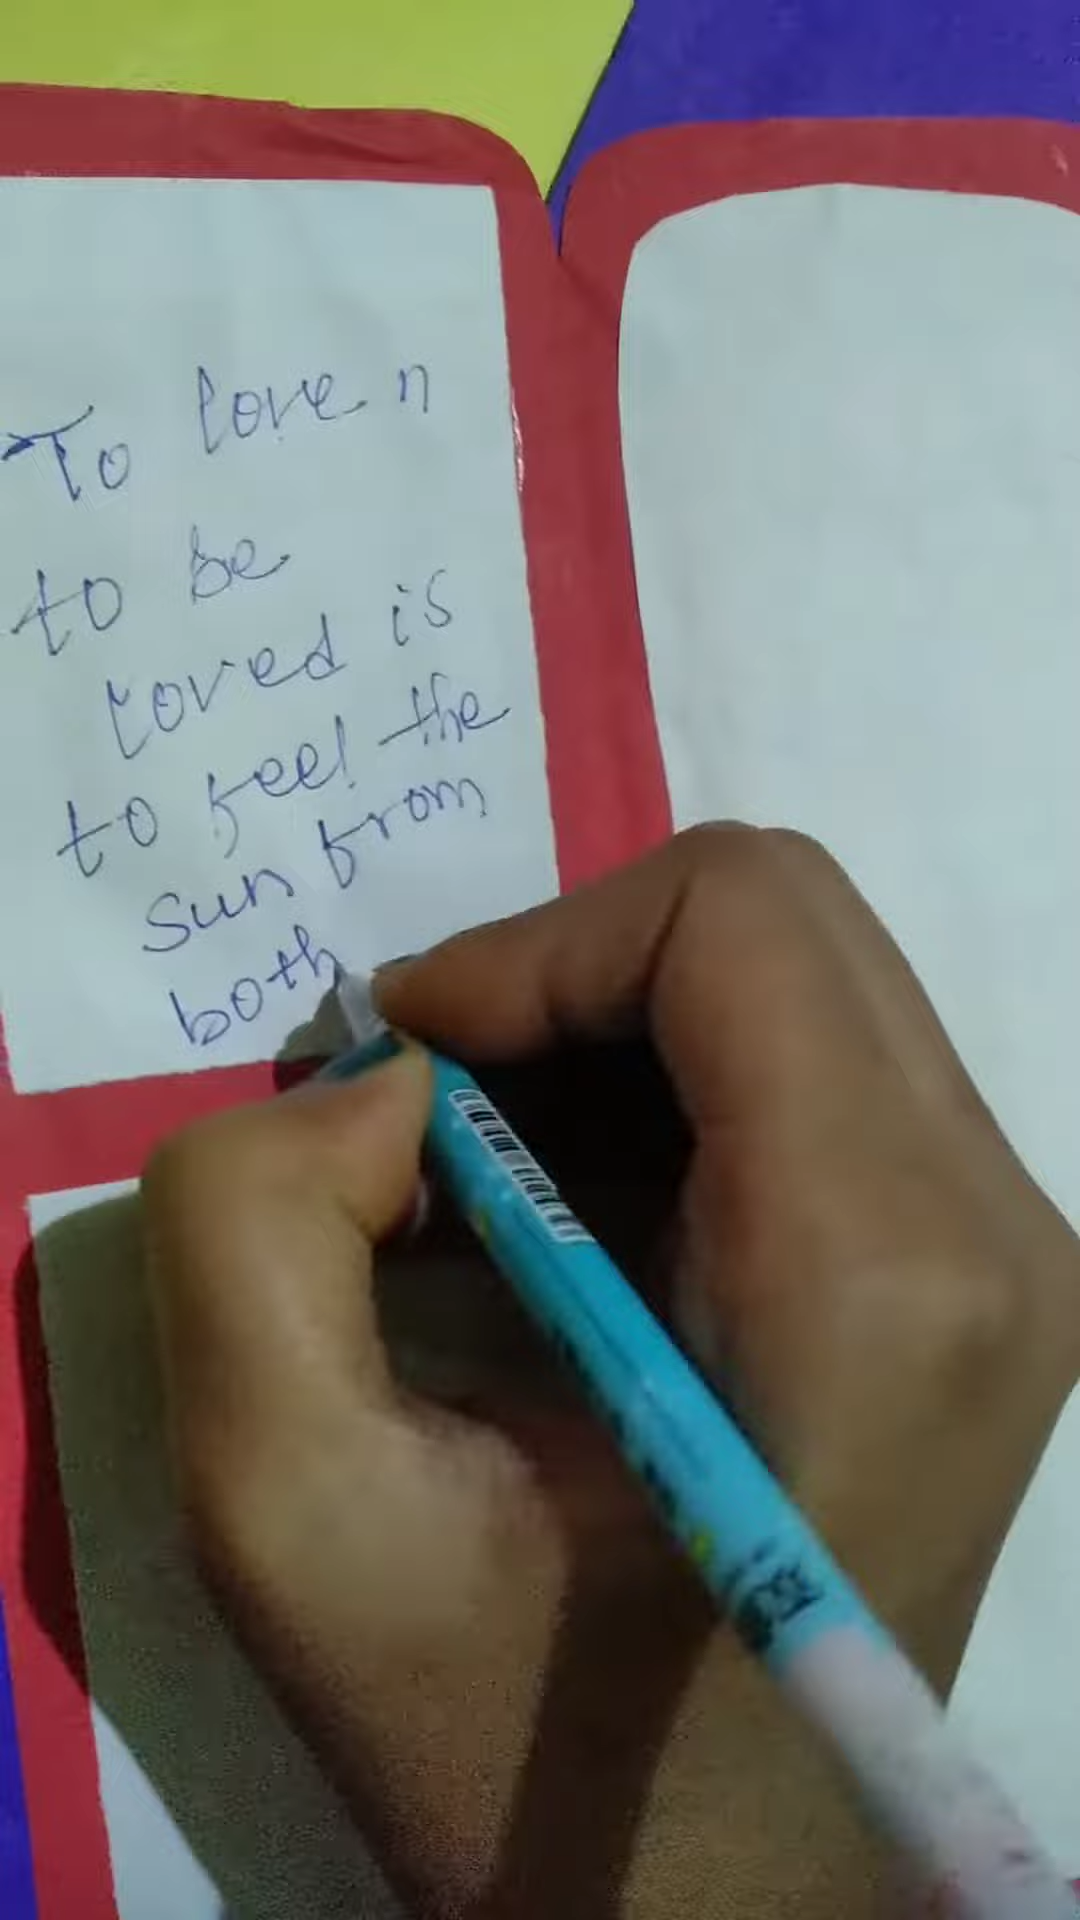 To love n
to be
loved is
to feel the
sun from
both